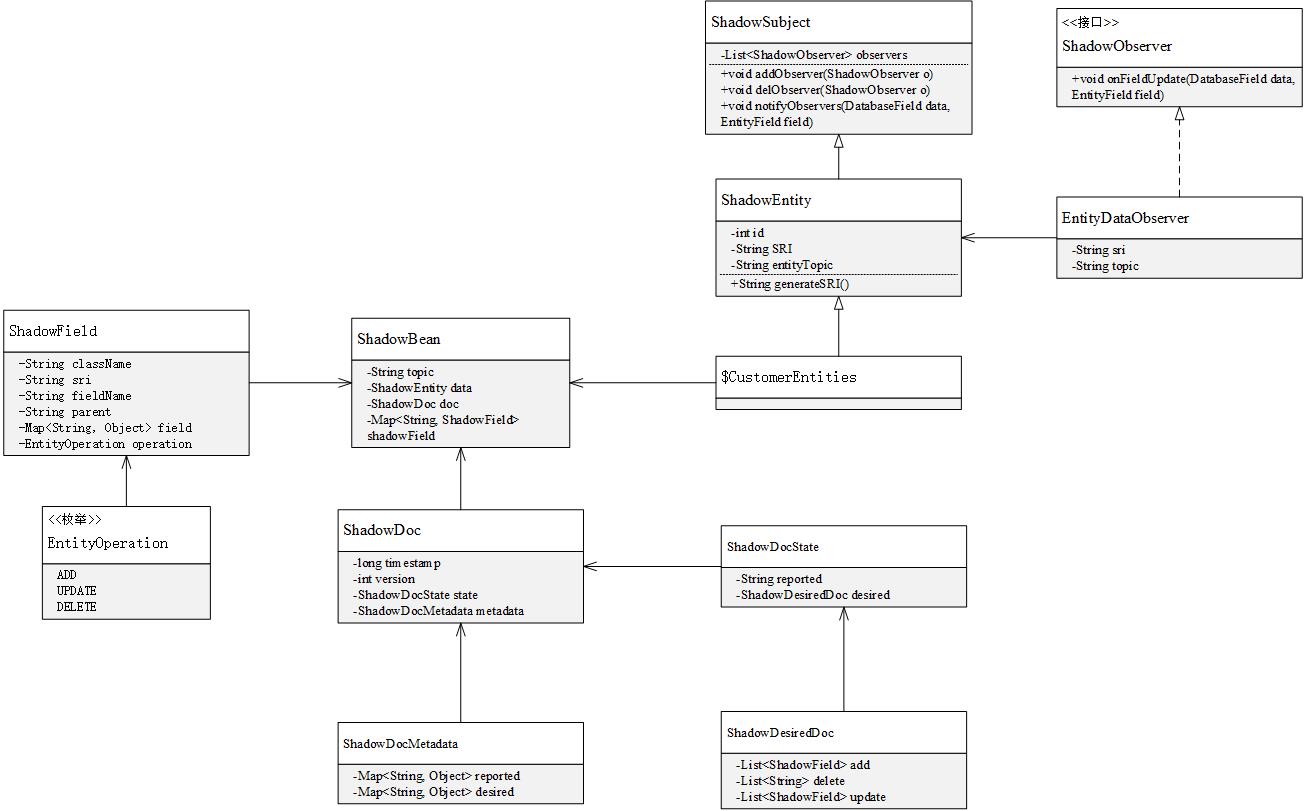 ShadowSubject
-List<ShadowObserver> observers
+void addObserver(ShadowObserver o)
+void delObserver(ShadowObserver o)
+void notifyObservers(DatabaseField data,
EntityField field)
<<接口>>
ShadowObserver
+void onFieldUpdate(DatabaseField data,
EntityField field)
ShadowEntity
-int id
-String SRI
-String entityTopic
+String generateSRI()
EntityDataObserver
-String sri
-String topic
ShadowField
-String className
-String sri
-String fieldName
-String parent
-Map<String, Object> field
-EntityOperation operation
ShadowBean
-String topic
-ShadowEntity data
-ShadowDoc doc
-Map<String, ShadowField>
shadowField
$CustomerEntities
<<枚举>>
EntityOperation
ADD
UPDATE
DELETE
ShadowDoc
-long timestamp
-int version
-ShadowDocState state
-ShadowDocMetadata metadata
ShadowDocState
-String reported
-ShadowDesiredDoc desired
ShadowDocMetadata
-Map<String, Object> reported
-Map<String, Object> desired
ShadowDesiredDoc
-List<ShadowField> add
-List<String> delete
-List<ShadowField> update